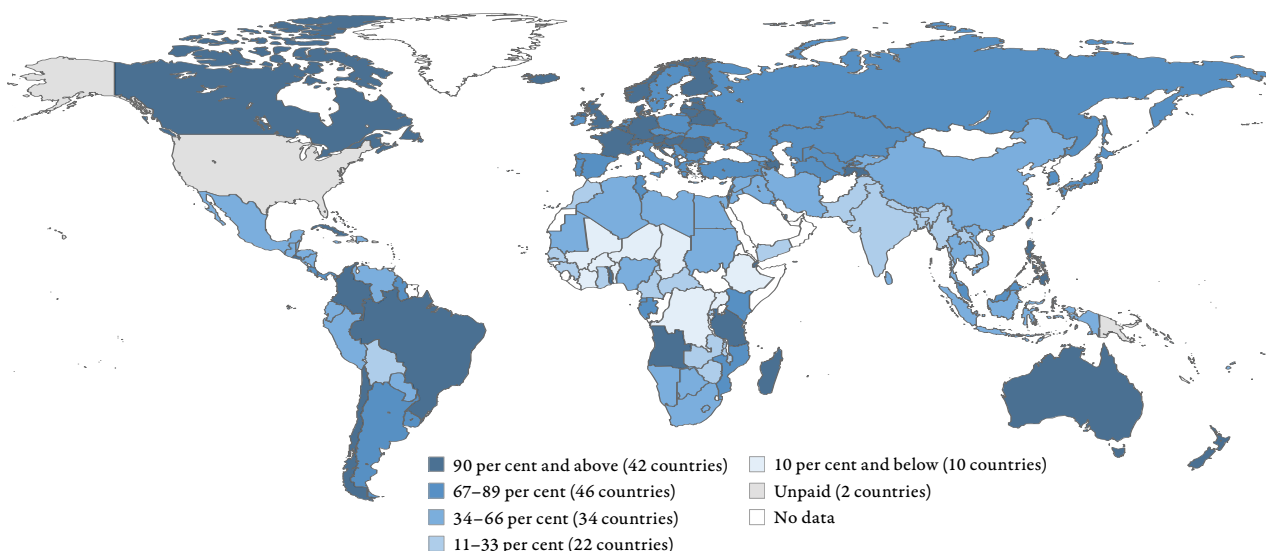 90 per cent and above (42 countries)
67–89 per cent (46 countries)
34–66 per cent (34 countries)
11–33 per cent (22 countries)
10 per cent and below (10 countries)
Unpaid (2 countries)
No data